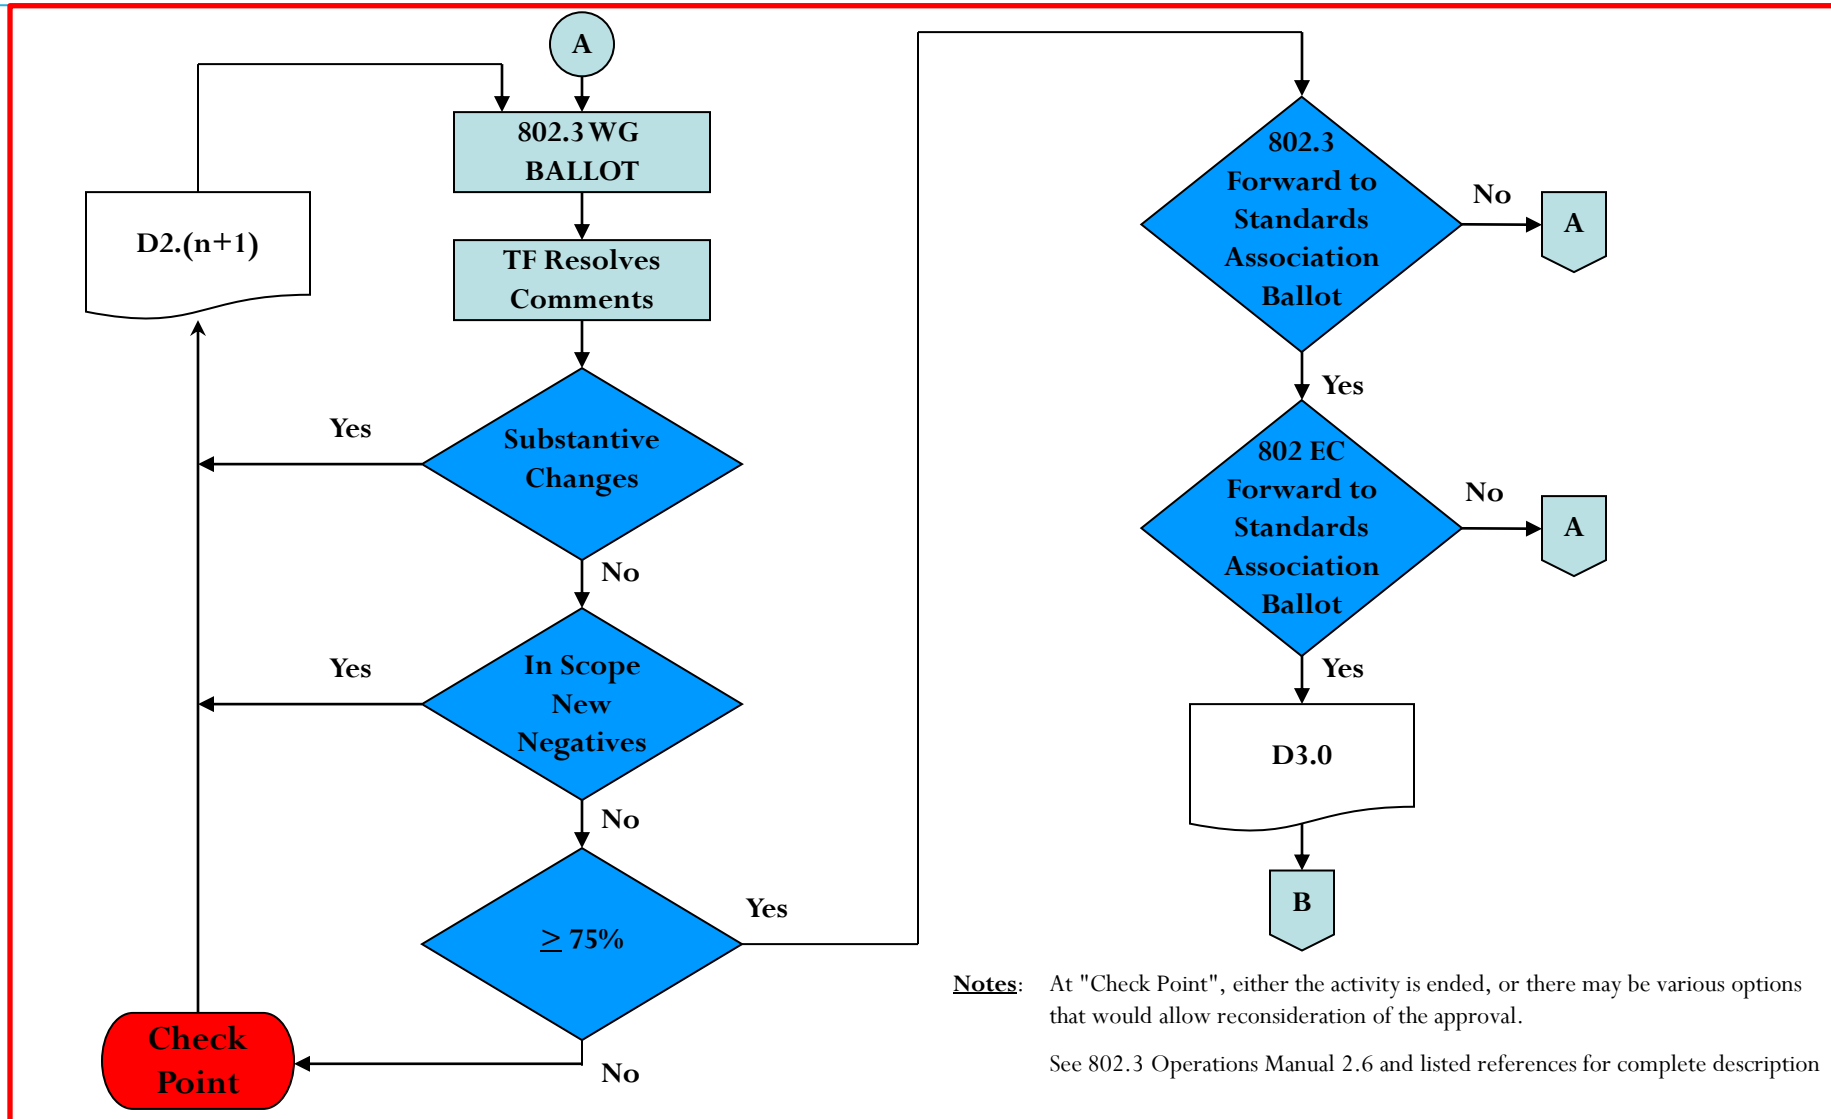 A
802.3 WG
BALLOT
D2.(n+1)
TF Resolves
Comments
Yes
Substantive
Changes
No
Yes
In Scope
New
Negatives
No
≥ 75%
Yes
No
Check
Point
802.3
Forward to
Standards
Association
Ballot
No
A
Yes
802 EC
Forward to
Standards
Association
Ballot
No
A
Yes
D3.0
B
Notes: At "Check Point", either the activity is ended, or there may be various options
that would allow reconsideration of the approval.
See 802.3 Operations Manual 2.6 and listed references for complete description